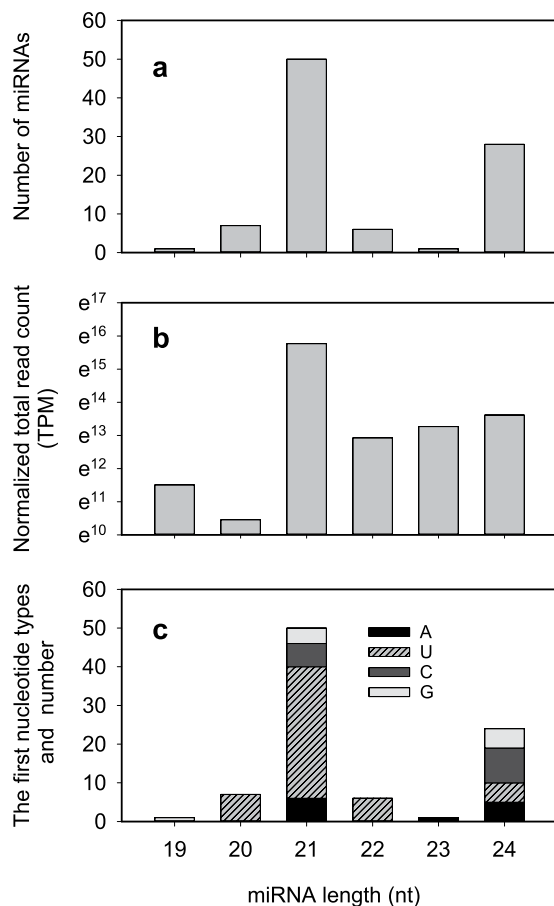 a
Number of miRNAs
60
50
40
30
20
10
0
b
Normalized total read count
(TPM)
e17
e16
e15
e14
e13
e12
e11
e10
c
The first nucleotide types
and number
60
50
40
30
20
10
0
A
U
C
G
19 20 21 22 23 24
miRNA length (nt)